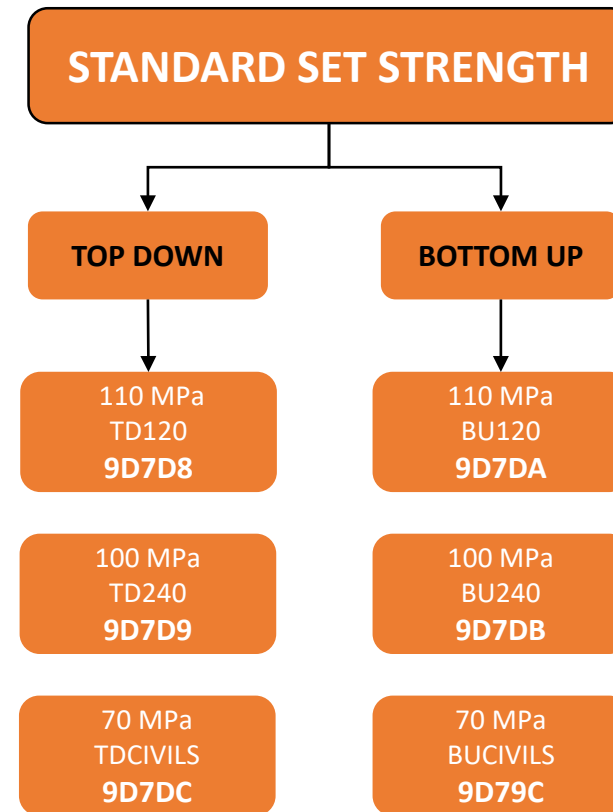 STANDARD SET STRENGTH
TOP DOWN
BOTTOM UP
110 MPa
TD120
9D7D8
110 MPa
BU120
9D7DA
100 MPa
TD240
9D7D9
100 MPa
BU240
9D7DB
70 MPa
TDCIVILS
9D7DC
70 MPa
BUCIVILS
9D79C